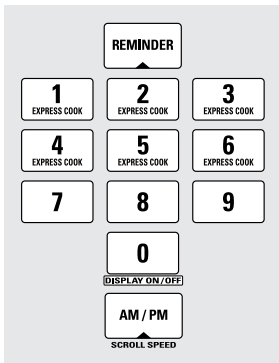 REMINDER
1 2 3
EXPRESS COOK EXPRESS COOK EXPRESS COOK
4 5 6
EXPRESS COOK EXPRESS COOK EXPRESS COOK
7 8 9
0
DISPLAY ON/OFF
AM / PM
SCROLL SPEED